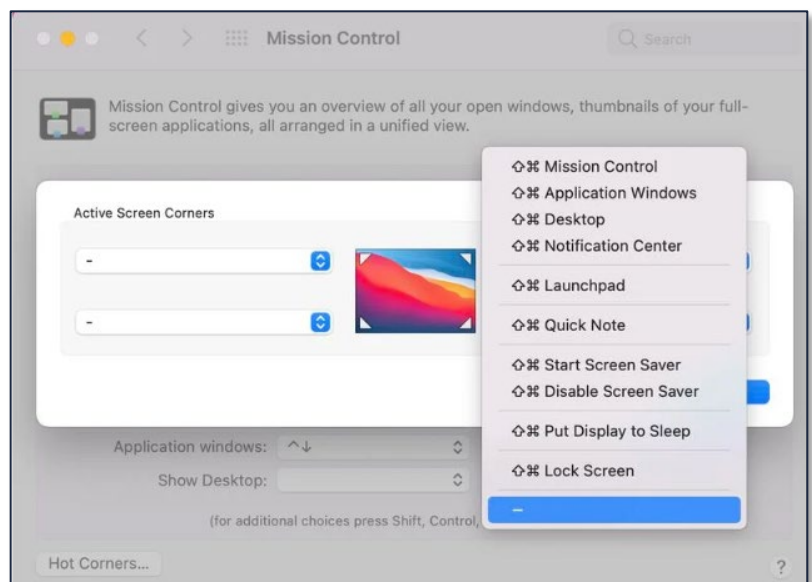 Mission Control
Search
Mission Control gives you an overview of all your open windows, thumbnails of your full-
screen applications, all arranged in a unified view.
Active Screen Corners
-
-
⇧⌘ Mission Control
⇧⌘ Application Windows
⇧⌘ Desktop
⇧⌘ Notification Center
⇧⌘ Launchpad
⇧⌘ Quick Note
⇧⌘ Start Screen Saver
⇧⌘ Disable Screen Saver
⇧⌘ Put Display to Sleep
⇧⌘ Lock Screen
–
Application windows: ^↓
Show Desktop:
(for additional choices press Shift, Control,
Hot Corners...
?